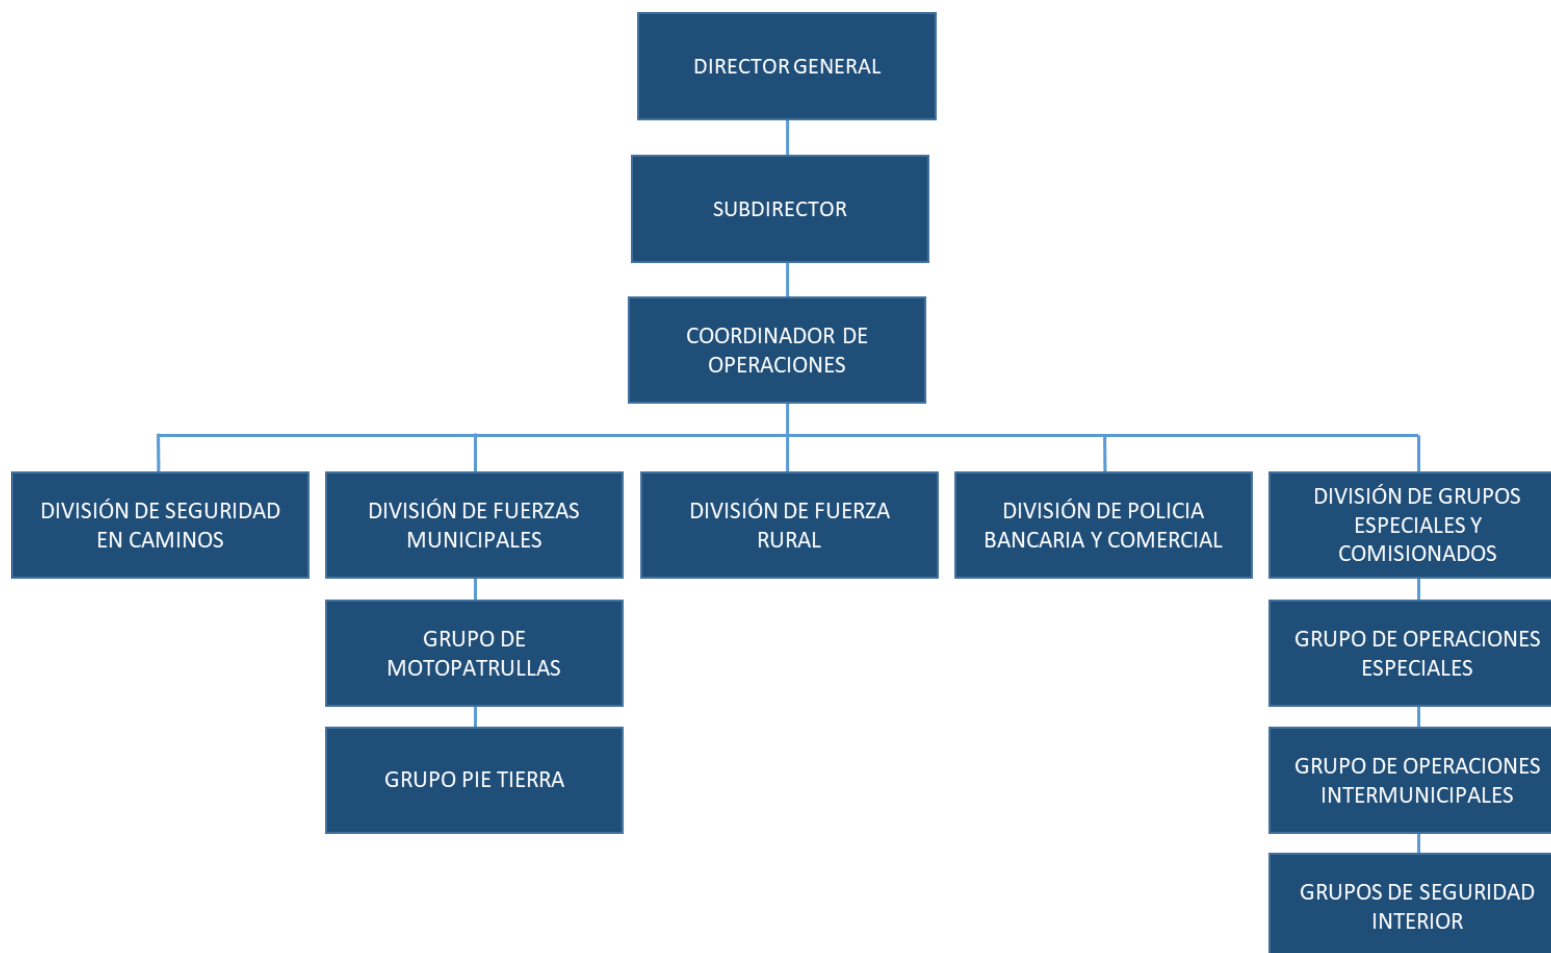 DIRECTOR GENERAL
SUBDIRECTOR
COORDINADOR DE
OPERACIONES
DIVISIÓN DE SEGURIDAD
EN CAMINOS
DIVISIÓN DE FUERZAS
MUNICIPALES
DIVISIÓN DE FUERZA
RURAL
DIVISIÓN DE POLICIA
BANCARIA Y COMERCIAL
DIVISIÓN DE GRUPOS
ESPECIALES Y
COMISIONADOS
GRUPO DE
MOTOPATRULLAS
GRUPO PIE TIERRA
GRUPO DE OPERACIONES
ESPECIALES
GRUPO DE OPERACIONES
INTERMUNICIPALES
GRUPOS DE SEGURIDAD
INTERIOR